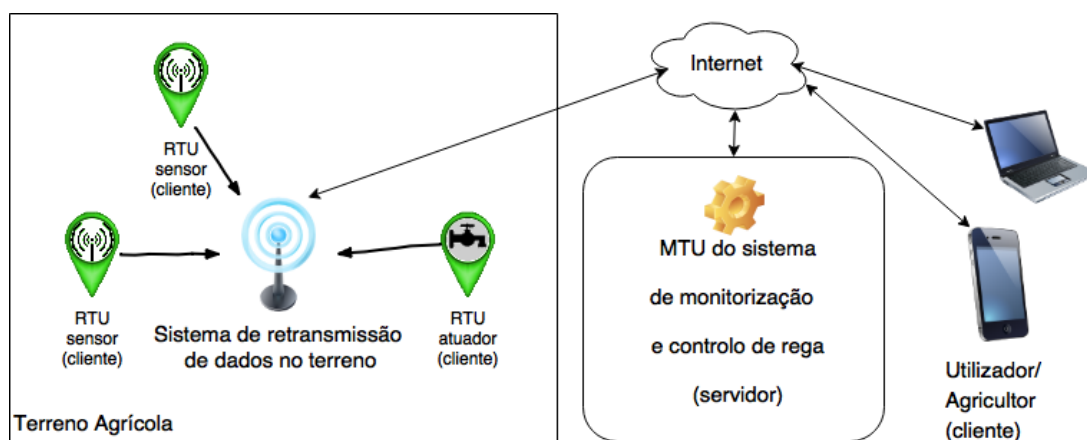 RTU
sensor
(cliente)
RTU
sensor
(cliente)
Sistema de retransmissão
de dados no terreno
RTU
atuador
(cliente)
Terreno Agrícola
Internet
MTU do sistema
de monitorização
e controlo de rega
(servidor)
Utilizador/
Agricultor
(cliente)